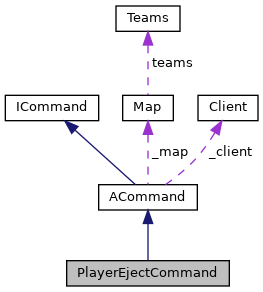 Teams
teams
ICommand
Map
Client
_map
_client
ACommand
PlayerEjectCommand